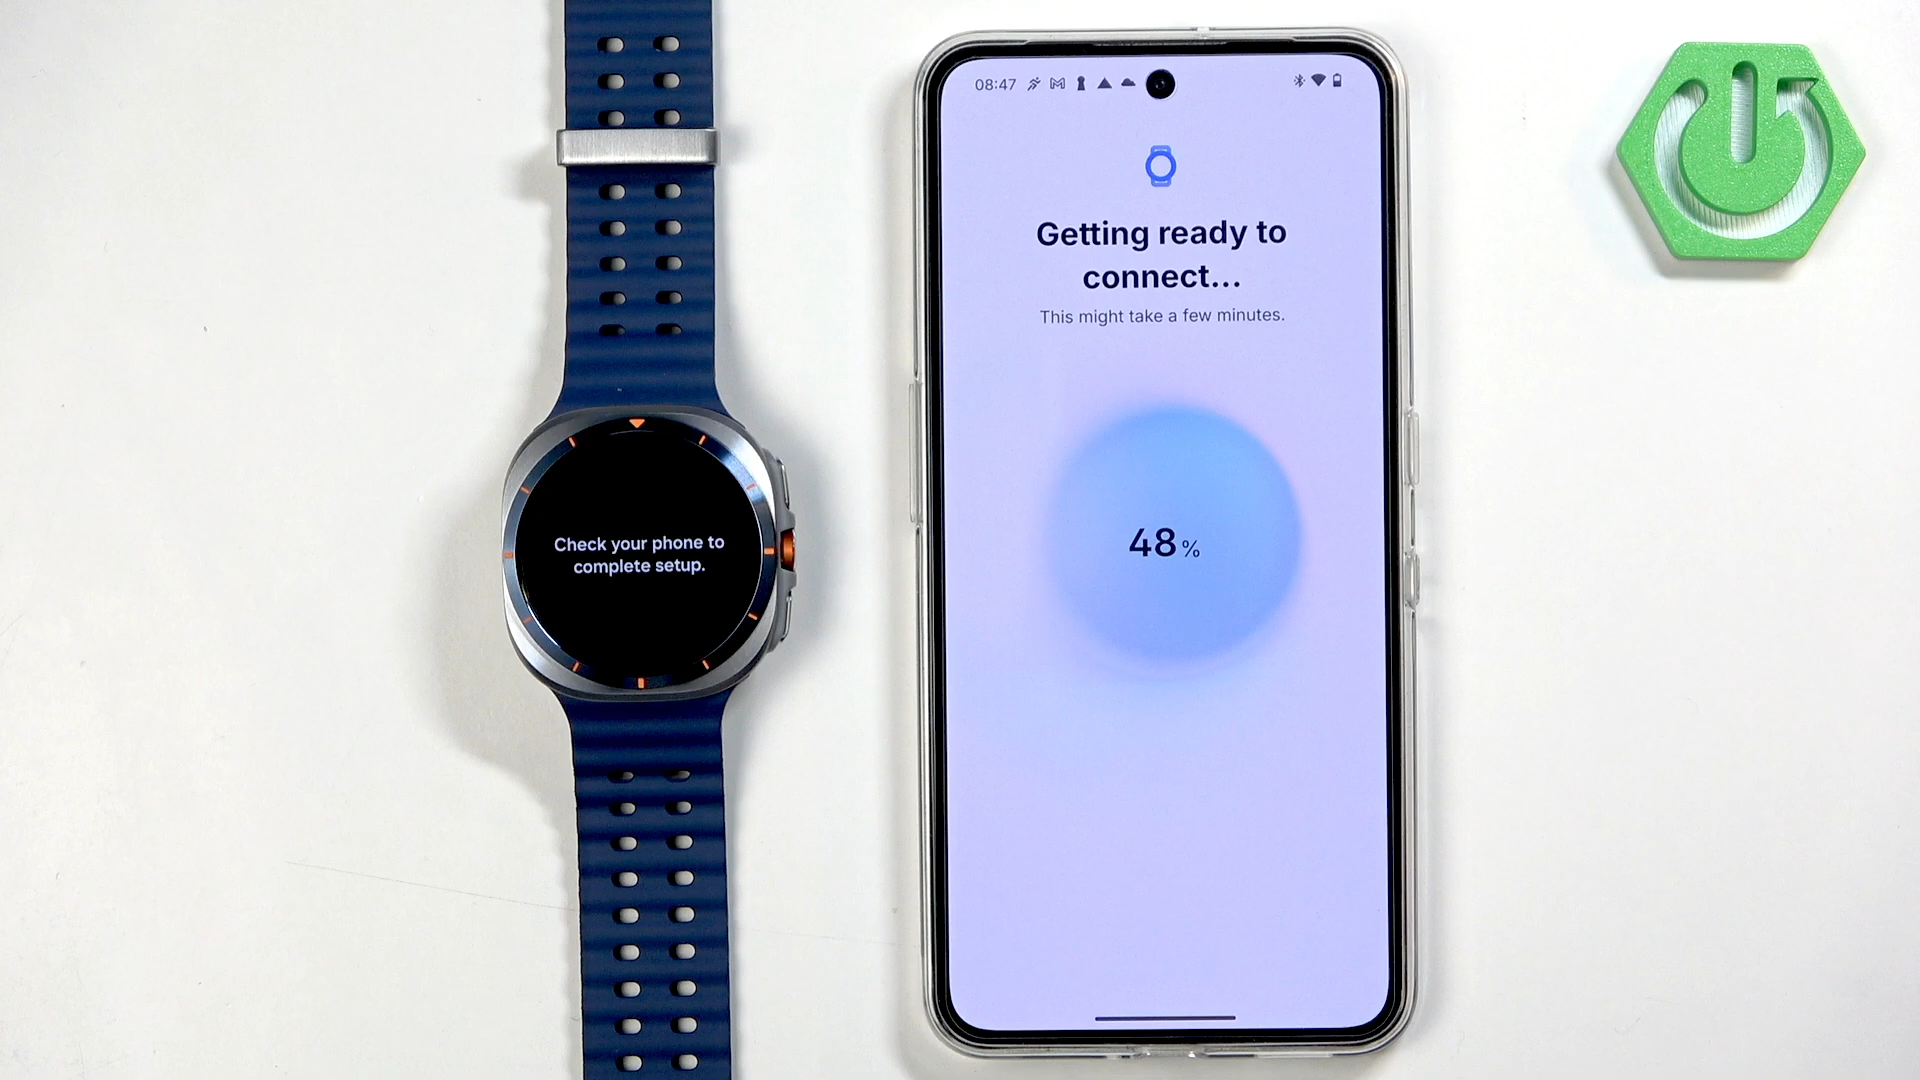 Check your phone to
complete setup.
08:47
Getting ready to
connect...
This might take a few minutes.
48%